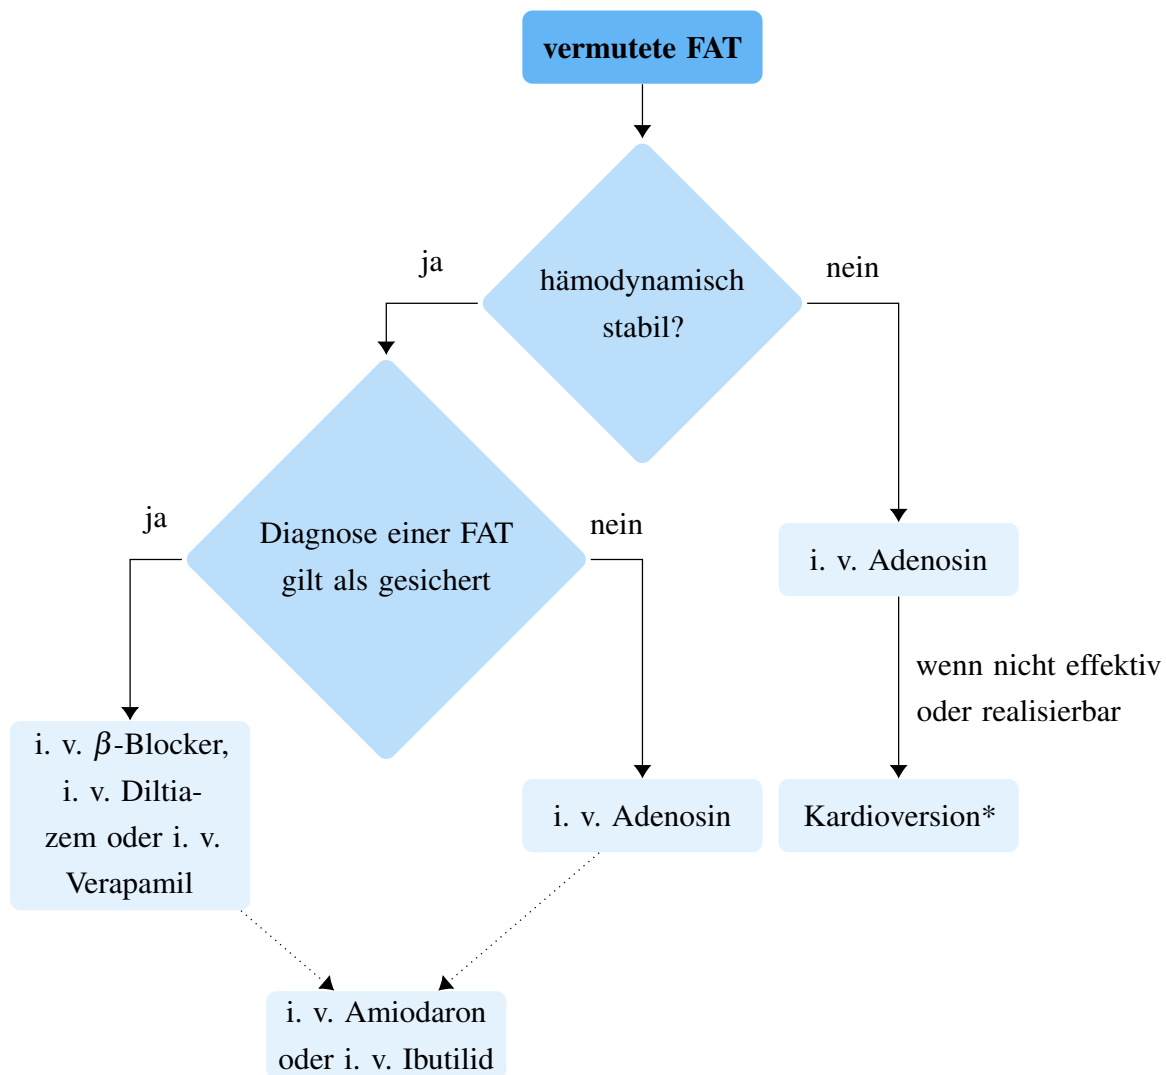 vermutete FAT
hämodynamisch
stabil?
ja
nein
Diagnose einer FAT
gilt als gesichert
ja
nein
i. v. Adenosin
wenn nicht effektiv
oder realisierbar
i. v. β-Blocker,
i. v. Diltia-
zem oder i. v.
Verapamil
i. v. Adenosin
Kardioversion*
i. v. Amiodaron
oder i. v. Ibutilid